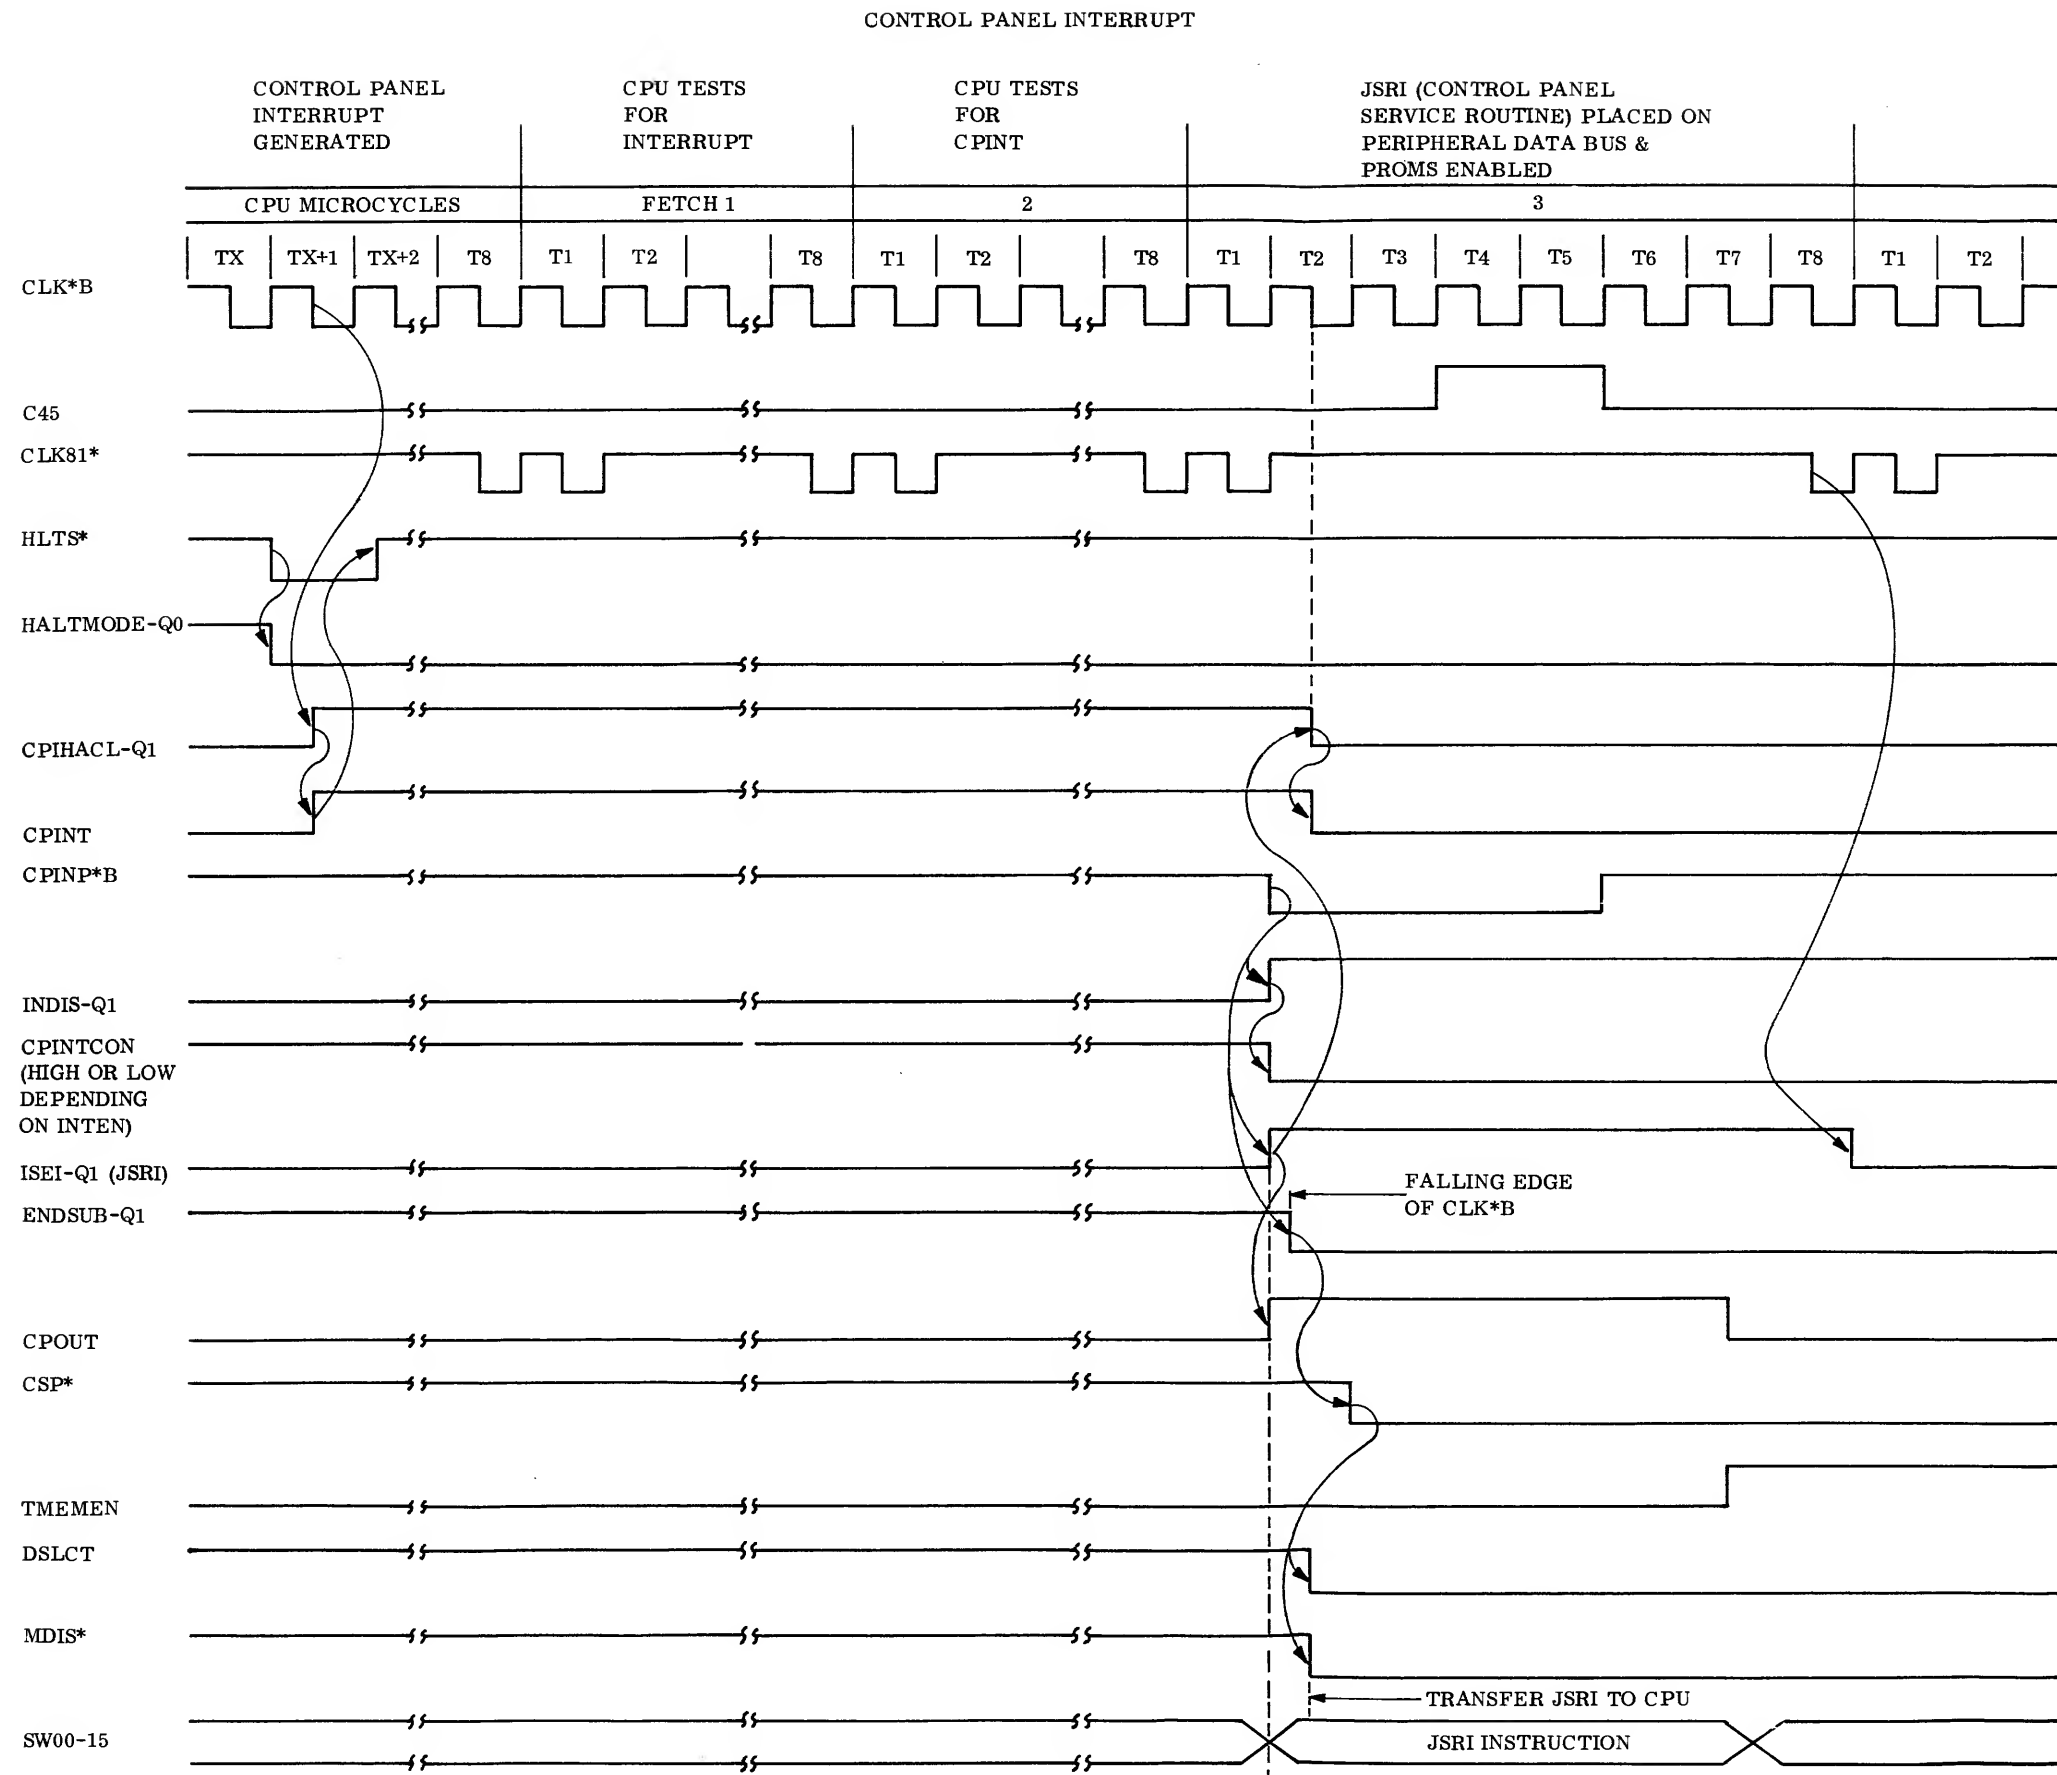 CONTROL PANEL INTERRUPT
CONTROL PANEL
INTERRUPT
GENERATED
CPU TESTS
FOR
INTERRUPT
CPU TESTS
FOR
CPINT
JSRI (CONTROL PANEL
SERVICE ROUTINE) PLACED ON
PERIPHERAL DATA BUS &
PROMS ENABLED
CPU MICROCYCLES FETCH 1 2 3
TX TX+1 TX+2 T8 T1 T2 T8 T1 T2 T8 T1 T2 T3 T4 T5 T6 T7 T8 T1 T2
CLK*B
C45
CLK81*
HLTS*
HALTMODE-Q0
CPIHACL-Q1
CPINT
CPINP*B
INDIS-Q1
CPINTCON
(HIGH OR LOW
DEPENDING
ON INTEN)
ISEI-Q1 (JSRI)
FALLING EDGE
OF CLK*B
ENDSUB-Q1
CPOUT
CSP*
TMEMEN
DSLCT
MDIS*
TRANSFER JSRI TO CPU
SW00-15
JSRI INSTRUCTION